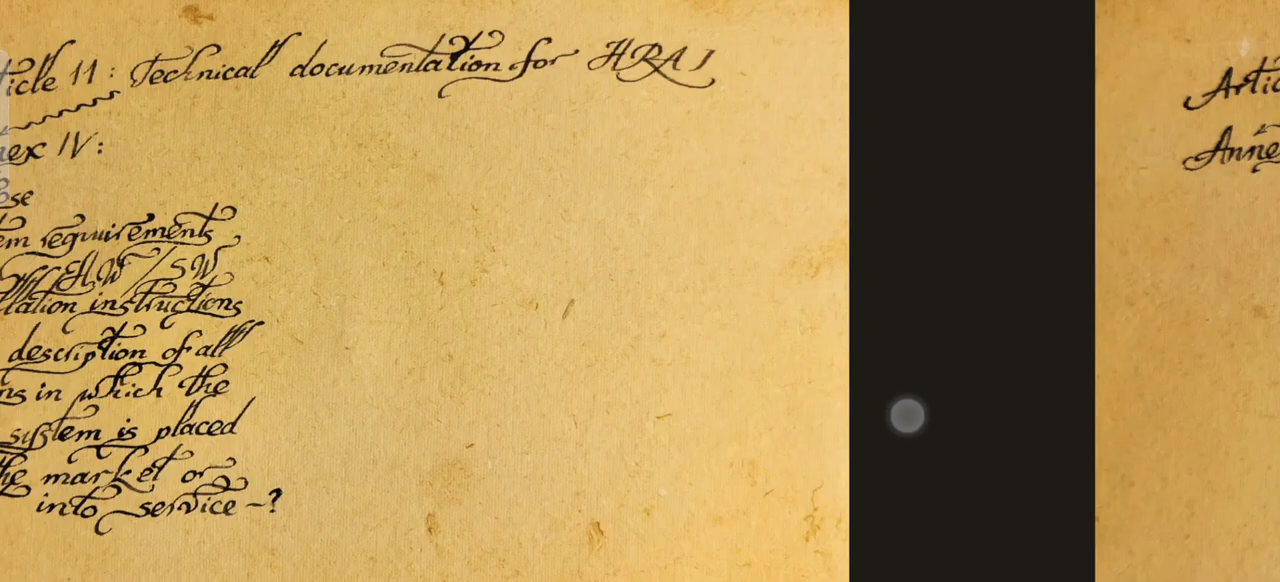 ticle 11: Technical documentation for HRAI
nex IV:
ose
em requirements
HW/SW
llation instructions
description of all
ns in which the
system is placed
the market or
into service -?
Artic
Anne